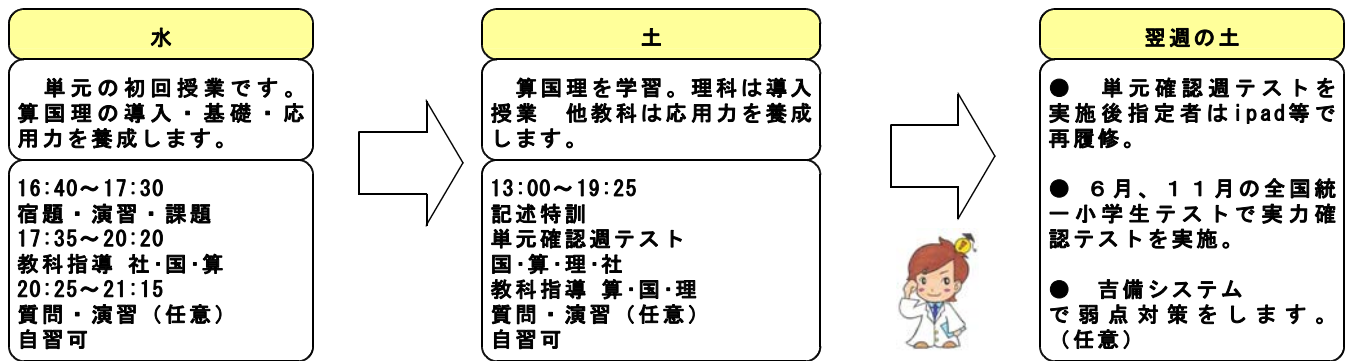 水
単元の初回授業です。
算国理の導入・基礎・応
用力を養成します。
16:40～17:30
宿題・演習・課題
17:35～20:20
教科指導 社・国・算
20:25～21:15
質問・演習（任意）
自習可
土
算国理を学習。理科は導入
授業　他教科は応用力を養成
します。
13:00～19:25
記述特訓
単元確認週テスト
国・算・理・社
教科指導 算・国・理
質問・演習（任意）
自習可
翌週の土
●　単元確認週テストを
実施後指定者はipad等で
再履修。
●　６月、１１月の全国統
一小学生テストで実力確
認テストを実施。
●　吉備システム
で弱点対策をします。
（任意）